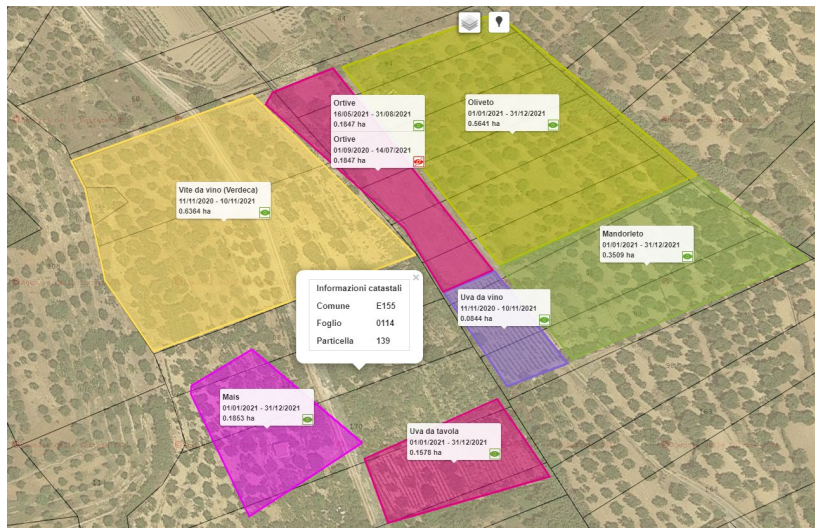 Ortive
16/05/2021 - 31/08/2021
0.1847 ha
Ortive
01/09/2020 - 14/07/2021
0.1847 ha
Oliveto
01/01/2021 - 31/12/2021
0.5641 ha
Vite da vino (Verdeca)
11/11/2020 - 10/11/2021
0.6364 ha
Mandorleto
01/01/2021 - 31/12/2021
0.3509 ha
Informazioni catastali
Comune E155
Foglio 0114
Particella 139
Uva da vino
11/11/2020 - 10/11/2021
0.0844 ha
Mais
01/01/2021 - 31/12/2021
0.1853 ha
Uva da tavola
01/01/2021 - 31/12/2021
0.1578 ha
170